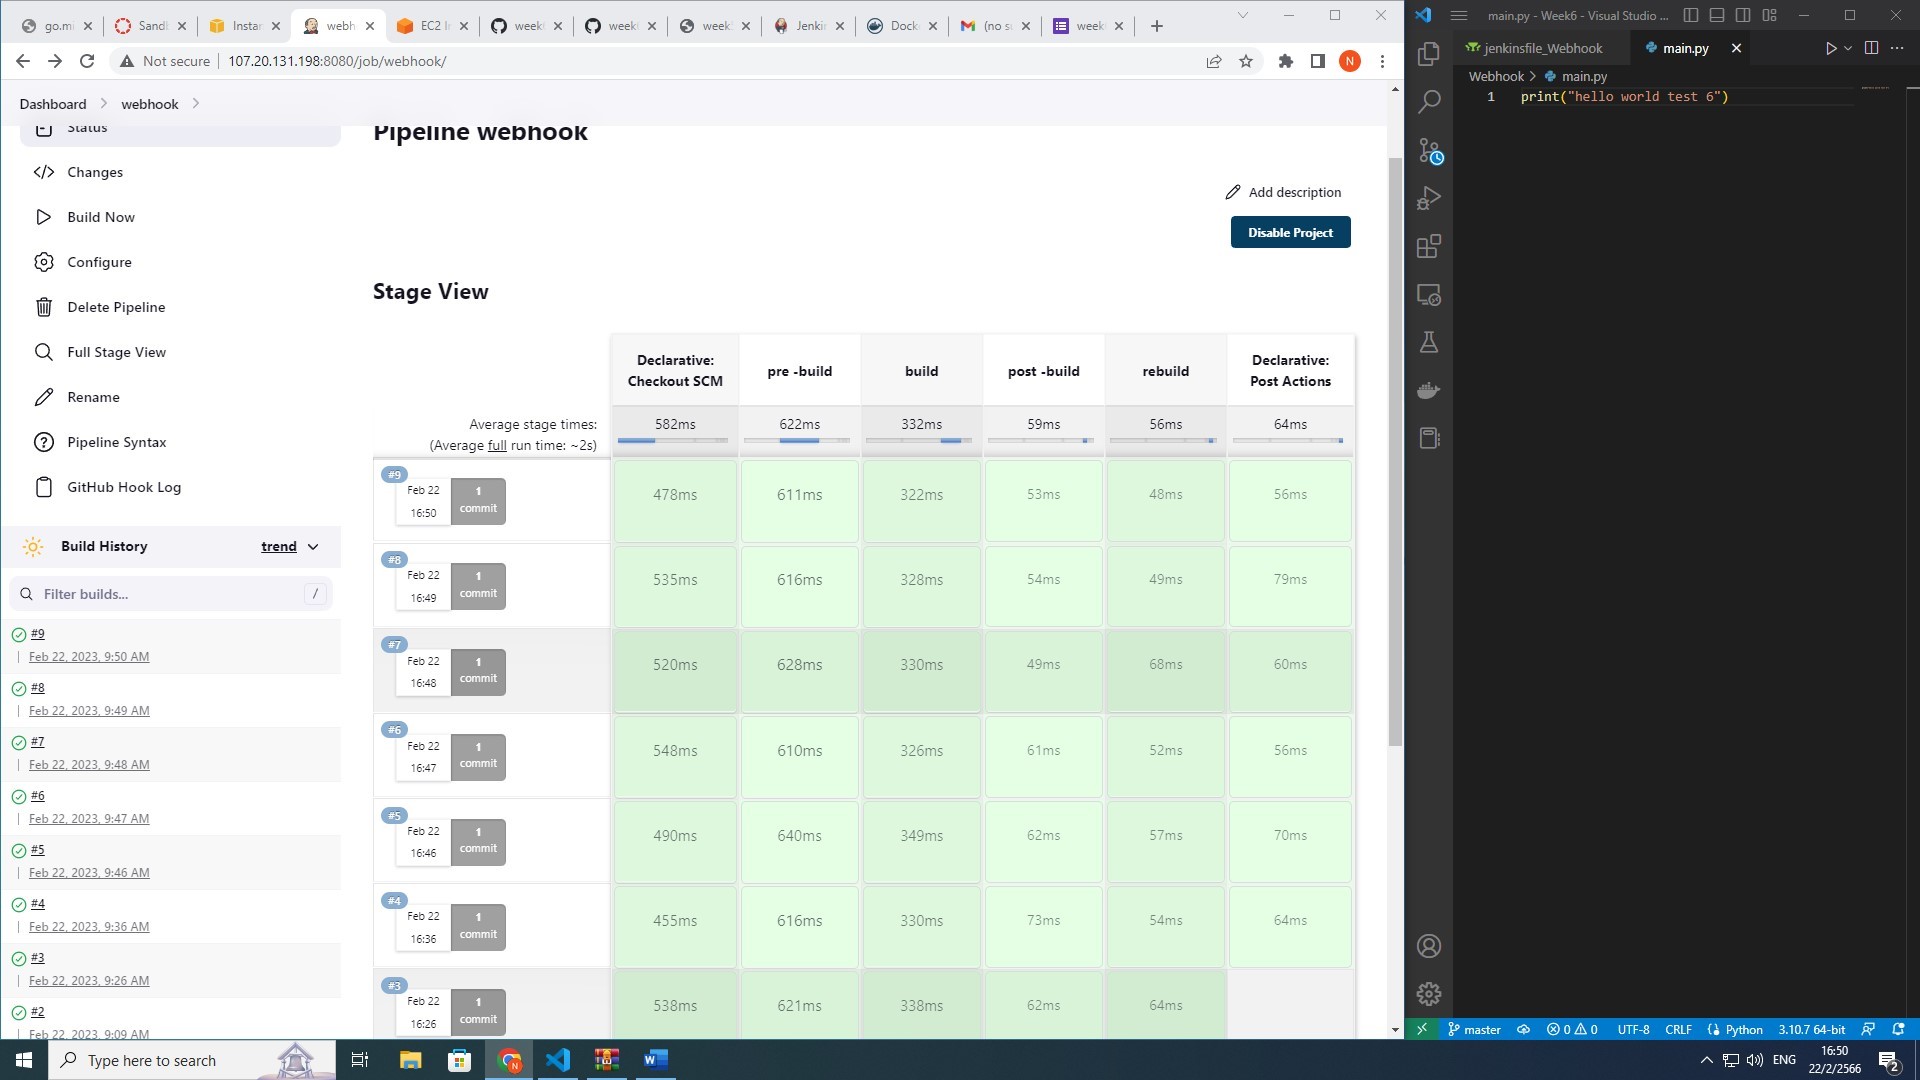 go.mi
Sandl
Instar
webh
EC2 Ir
week
week
week
Jenkin
Docke
(no su
week
Not secure
107.20.131.198:8080/job/webhook/
N
Dashboard
webhook
Status
Changes
Build Now
Configure
Delete Pipeline
Full Stage View
Rename
Pipeline Syntax
GitHub Hook Log
Build History
trend
Filter builds...
/
#9
Feb 22, 2023, 9:50 AM
#8
Feb 22, 2023, 9:49 AM
#7
Feb 22, 2023, 9:48 AM
#6
Feb 22, 2023, 9:47 AM
#5
Feb 22, 2023, 9:46 AM
#4
Feb 22, 2023, 9:36 AM
#3
Feb 22, 2023, 9:26 AM
#2
Feb 22, 2023, 9:09 AM
Pipeline webhook
Add description
Disable Project
Stage View
Declarative: Checkout SCM pre -build build post -build rebuild Declarative: Post Actions
Average stage times: 582ms 622ms 332ms 59ms 56ms 64ms
(Average full run time: ~2s)
#9 Feb 22 16:50 1 commit 478ms 611ms 322ms 53ms 48ms 56ms
#8 Feb 22 16:49 1 commit 535ms 616ms 328ms 54ms 49ms 79ms
#7 Feb 22 16:48 1 commit 520ms 628ms 330ms 49ms 68ms 60ms
#6 Feb 22 16:47 1 commit 548ms 610ms 326ms 61ms 52ms 56ms
#5 Feb 22 16:46 1 commit 490ms 640ms 349ms 62ms 57ms 70ms
#4 Feb 22 16:36 1 commit 455ms 616ms 330ms 73ms 54ms 64ms
#3 Feb 22 16:26 1 commit 538ms 621ms 338ms 62ms 64ms
main.py - Week6 - Visual Studio ...
jenkinsfile_Webhook
main.py
Webhook > main.py
1 print("hello world test 6")
master 0 0 UTF-8 CRLF Python 3.10.7 64-bit
Type here to search
N
W
ENG
16:50
22/2/2566
2